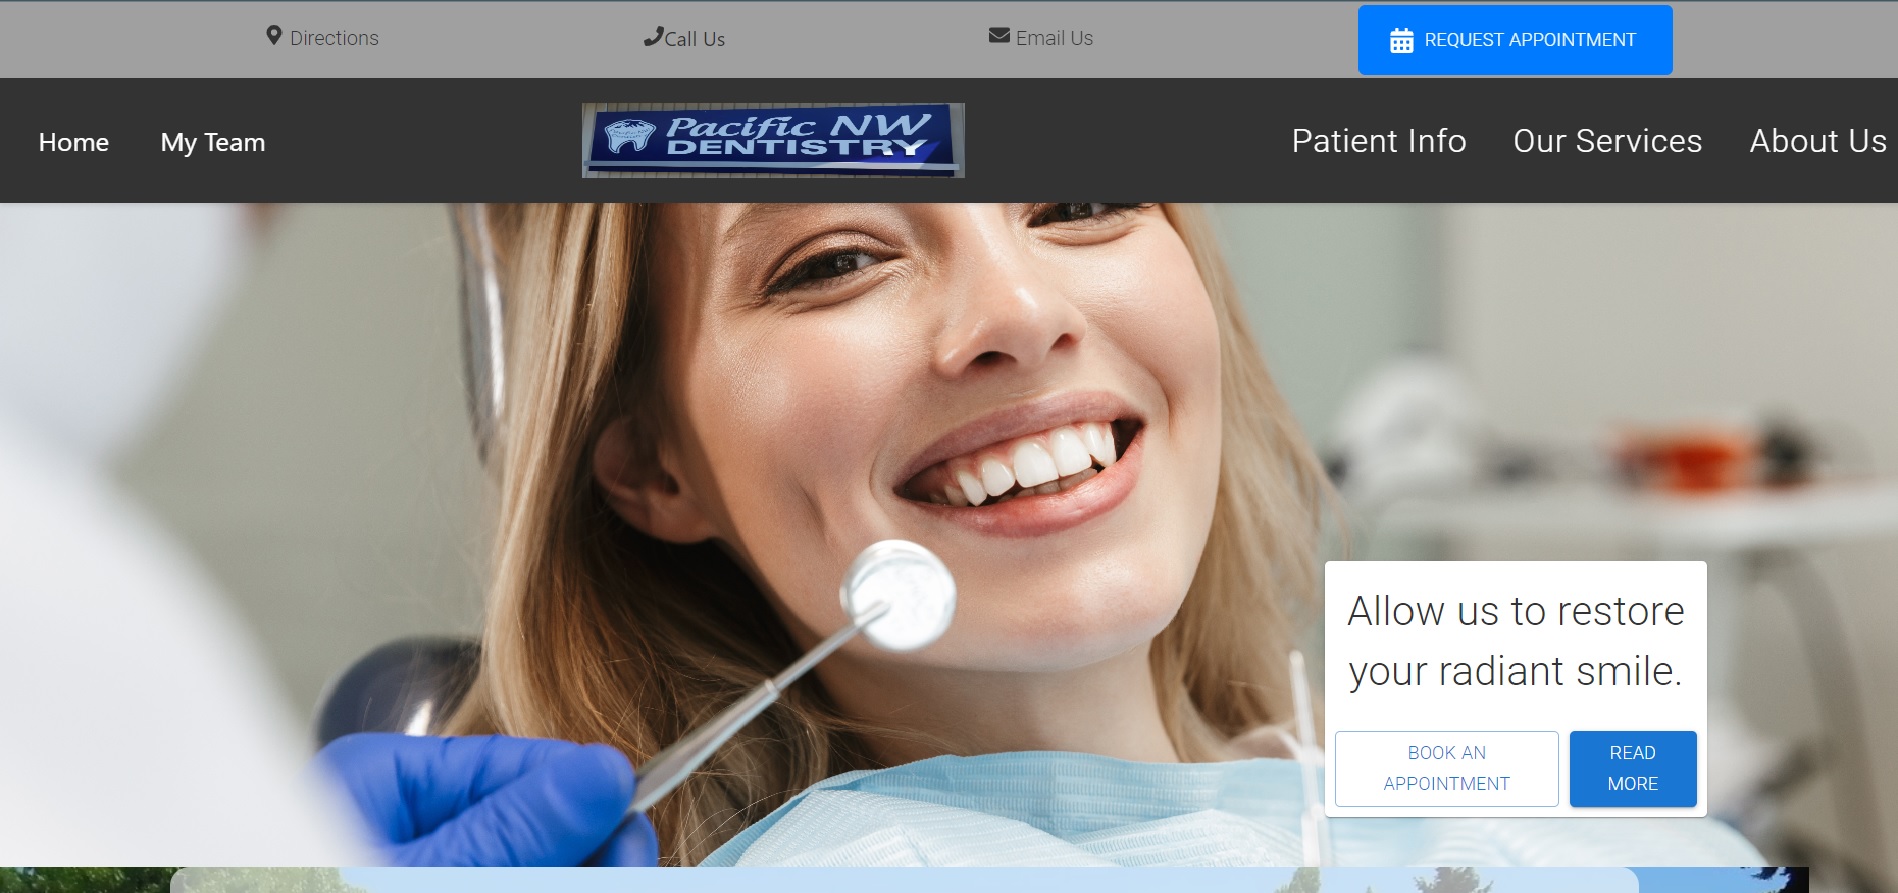 Directions
Call Us
Email Us
REQUEST APPOINTMENT
Home
My Team
Pacific NW
DENTISTRY
Patient Info
Our Services
About Us
Allow us to restore
your radiant smile.
BOOK AN
APPOINTMENT
READ
MORE